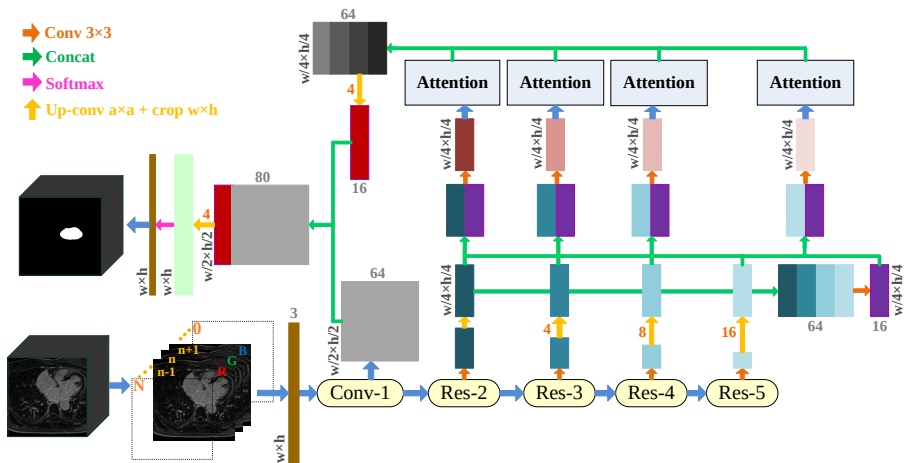 Conv 3×3
Concat
Softmax
Up-conv a×a + crop w×h
64
w/4×h/4
4
16
Attention
Attention
Attention
Attention
w/4×h/4
w/4×h/4
w/4×h/4
80
4
w/2×h/2
w×h
w×h
64
w/2×h/2
w/4×h/4
4
8
16
64
16
w/4×h/4
3
w×h
N
0
n+1
n
n-1
B
G
R
Conv-1
Res-2
Res-3
Res-4
Res-5